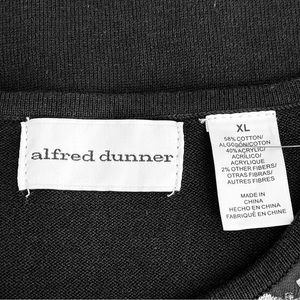 alfred dunner
XL
58% COTTON/
ALGODÓN/COTON
40% ACRYLIC/
ACRÍLICO/
ACRYLIQUE
2% OTHER FIBERS/
OTRAS FIBRAS/
AUTRES FIBRES
MADE IN
CHINA
HECHO EN CHINA
FABRIQUÉ EN CHINE